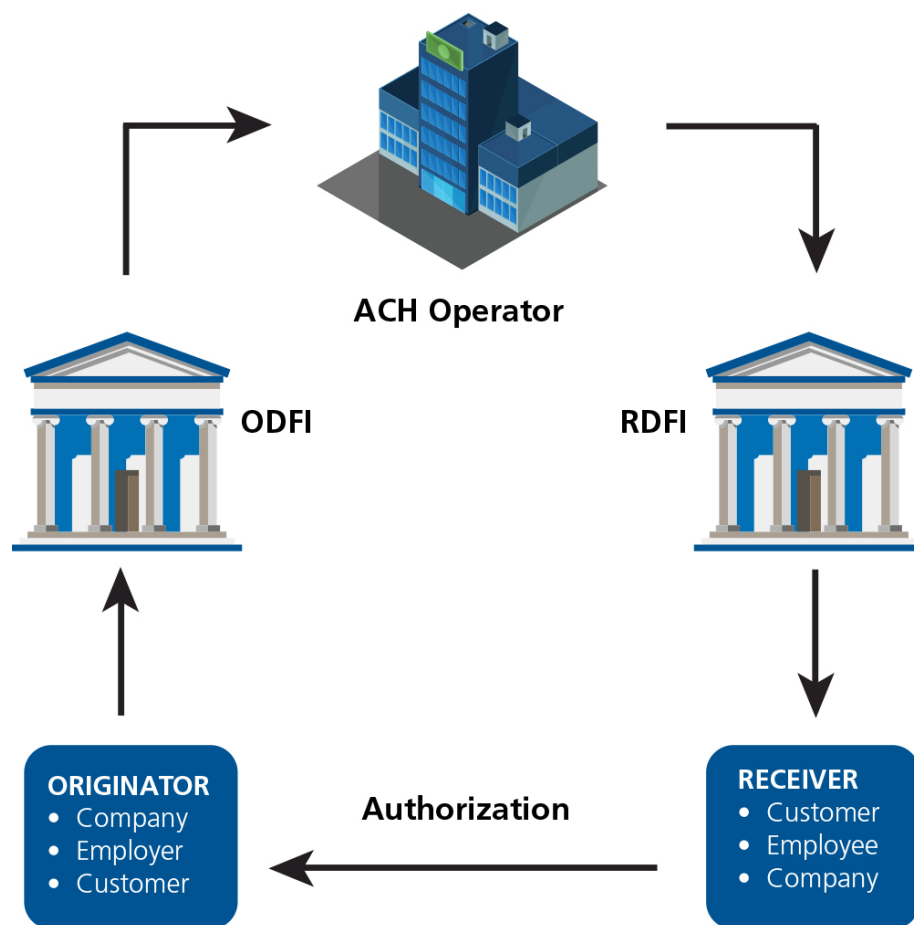 ACH Operator
ODFI
RDFI
ORIGINATOR
• Company
• Employer
• Customer
Authorization
RECEIVER
• Customer
• Employee
• Company